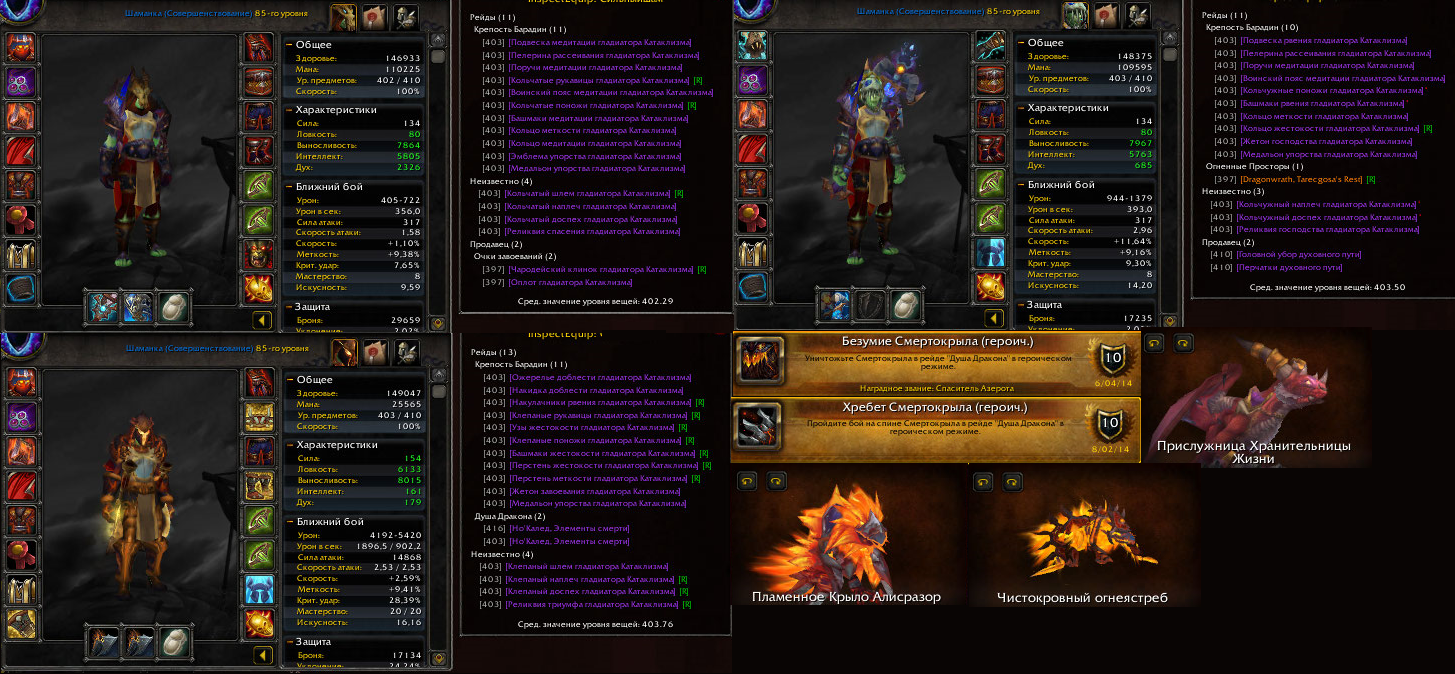 Шаманка (Совершенствование) 85-го уровня
Общее
Здоровье: 146933
Мана: 110225
Ур. предметов: 402 / 410
Скорость: 100%
Характеристики
Сила: 134
Ловкость: 80
Выносливость: 7864
Интеллект: 5805
Дух: 2326
Ближний бой
Урон: 405-722
Урон в сек: 356,0
Сила атаки: 317
Скорость атаки: 1,58
Скорость: +1,10%
Меткость: +9,38%
Крит. удар: 7,65%
Мастерство: 8
Искусность: 9,59
Защита
Броня: 29659
Рейды (11)
Крепость Барадин (11)
[403] [Подвеска медитации гладиатора Катаклизма]
[403] [Пелерина рассеивания гладиатора Катаклизма]
[403] [Поручи медитации гладиатора Катаклизма]
[403] [Кольчатые рукавицы гладиатора Катаклизма] [R]
[403] [Воинский пояс медитации гладиатора Катаклизма]
[403] [Кольчатые поножи гладиатора Катаклизма] [R]
[403] [Башмаки медитации гладиатора Катаклизма]
[403] [Кольцо меткости гладиатора Катаклизма]
[403] [Кольцо медитации гладиатора Катаклизма]
[403] [Эмблема упорства гладиатора Катаклизма]
[403] [Медальон упорства гладиатора Катаклизма]
Неизвестно (4)
[403] [Кольчатый шлем гладиатора Катаклизма] [R]
[403] [Кольчатый наплеч гладиатора Катаклизма]
[403] [Кольчатый доспех гладиатора Катаклизма]
[403] [Реликвия спасения гладиатора Катаклизма]
Продавец (2)
Очки завоеваний (2)
[397] [Чародейский клинок гладиатора Катаклизма] [R]
[397] [Оплот гладиатора Катаклизма]
Сред. значение уровня вещей: 402.29
Шаманка (Совершенствование) 85-го уровня
Общее
Здоровье: 148375
Мана: 109595
Ур. предметов: 403 / 410
Скорость: 100%
Характеристики
Сила: 134
Ловкость: 80
Выносливость: 7967
Интеллект: 5763
Дух: 685
Ближний бой
Урон: 944-1379
Урон в сек: 393,0
Сила атаки: 317
Скорость атаки: 2,96
Скорость: +11,64%
Меткость: +9,16%
Крит. удар: 9,30%
Мастерство: 8
Искусность: 14,20
Защита
Броня: 17235
Рейды (11)
Крепость Барадин (10)
[403] [Подвеска рвения гладиатора Катаклизма]
[403] [Пелерина рассеивания гладиатора Катаклизма]
[403] [Поручи медитации гладиатора Катаклизма]
[403] [Воинский пояс медитации гладиатора Катаклизма]
[403] [Кольчужные поножи гладиатора Катаклизма]
[403] [Башмаки рвения гладиатора Катаклизма]
[403] [Кольцо меткости гладиатора Катаклизма]
[403] [Кольцо жестокости гладиатора Катаклизма] [R]
[403] [Жетон господства гладиатора Катаклизма]
[403] [Медальон упорства гладиатора Катаклизма]
Огненные Просторы (1)
[397] [Dragonwrath, Tarecgosa's Rest] [R]
Неизвестно (3)
[403] [Кольчужный наплеч гладиатора Катаклизма]
[403] [Кольчужный доспех гладиатора Катаклизма]
[403] [Реликвия господства гладиатора Катаклизма]
Продавец (2)
[410] [Головной убор духовного пути]
[410] [Перчатки духовного пути]
Сред. значение уровня вещей: 403.50
Шаманка (Совершенствование) 85-го уровня
Общее
Здоровье: 149047
Мана: 25565
Ур. предметов: 403 / 410
Скорость: 100%
Характеристики
Сила: 154
Ловкость: 6133
Выносливость: 8015
Интеллект: 161
Дух: 179
Ближний бой
Урон: 4192-5420
Урон в сек: 1896,5 / 902,2
Сила атаки: 14868
Скорость атаки: 2,53 / 2,53
Скорость: +2,59%
Меткость: +9,41%
Крит. удар: 28,39%
Мастерство: 20 / 20
Искусность: 16,16
Защита
Броня: 17134
Рейды (13)
Крепость Барадин (11)
[403] [Ожерелье доблести гладиатора Катаклизма]
[403] [Накидка доблести гладиатора Катаклизма]
[403] [Накулачники рвения гладиатора Катаклизма] [R]
[403] [Клепаные рукавицы гладиатора Катаклизма] [R]
[403] [Узы жестокости гладиатора Катаклизма] [R]
[403] [Клепаные поножи гладиатора Катаклизма] [R]
[403] [Башмаки жестокости гладиатора Катаклизма] [R]
[403] [Перстень жестокости гладиатора Катаклизма] [R]
[403] [Перстень меткости гладиатора Катаклизма] [R]
[403] [Жетон завоевания гладиатора Катаклизма]
[403] [Медальон упорства гладиатора Катаклизма]
Душа Дракона (2)
[416] [Но'Калед, Элементы смерти]
[403] [Но'Калед, Элементы смерти]
Неизвестно (4)
[403] [Клепаный шлем гладиатора Катаклизма]
[403] [Клепаный наплеч гладиатора Катаклизма] [R]
[403] [Клепаный доспех гладиатора Катаклизма] [R]
[403] [Реликвия триумфа гладиатора Катаклизма] [R]
Сред. значение уровня вещей: 403.76
Безумие Смертокрыла (героич.)
Уничтожьте Смертокрыла в рейде "Душа Дракона" в героическом
режиме.
Наградное звание: Спаситель Азерота
10
6/04/14
Хребет Смертокрыла (героич.)
Пройдите бой на спине Смертокрыла в рейде "Душа Дракона" в
героическом режиме.
10
8/02/14
Прислужница Хранительницы
Жизни
Пламенное Крыло Алисразор
Чистокровный огнеястреб